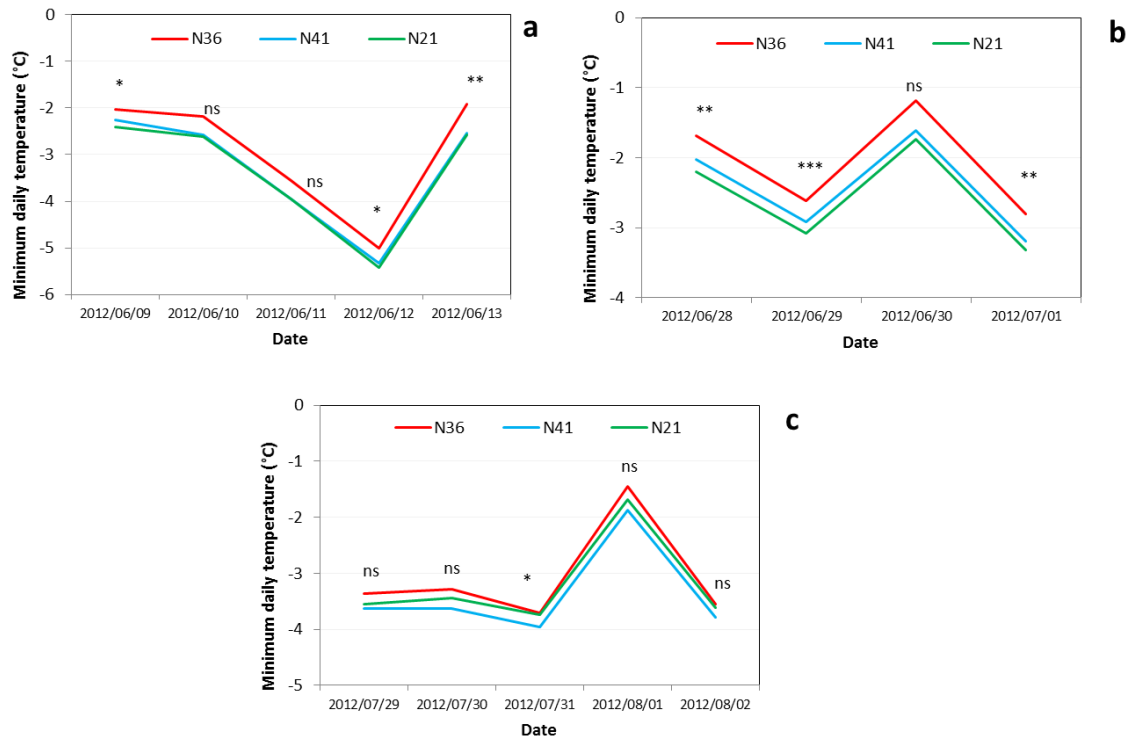 a
N36 N41 N21
Minimum daily temperature (°C)
0
-1
-2
-3
-4
-5
-6
*
ns
ns
*
**
2012/06/09 2012/06/10 2012/06/11 2012/06/12 2012/06/13
Date
b
N36 N41 N21
Minimum daily temperature (°C)
0
-1
-2
-3
-4
**
***
ns
**
2012/06/28 2012/06/29 2012/06/30 2012/07/01
Date
c
N36 N41 N21
Minimum daily temperature (°C)
0
-1
-2
-3
-4
-5
ns
ns
*
ns
ns
2012/07/29 2012/07/30 2012/07/31 2012/08/01 2012/08/02
Date